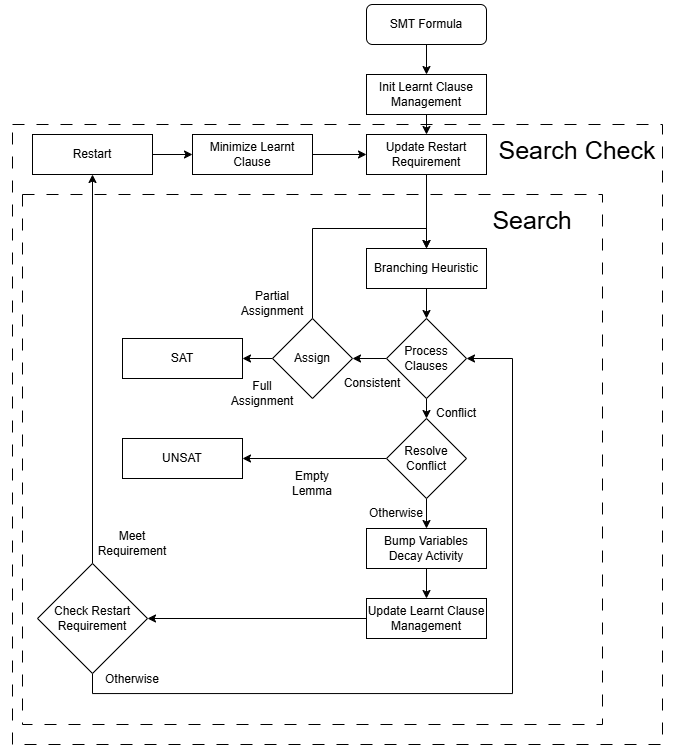 SMT Formula
Init Learnt Clause
Management
Restart
Minimize Learnt
Clause
Update Restart
Requirement
Search Check
Search
Branching Heuristic
Partial
Assignment
SAT
Assign
Process
Clauses
Consistent
Full
Assignment
Conflict
UNSAT
Resolve
Conflict
Empty
Lemma
Otherwise
Bump Variables
Decay Activity
Meet
Requirement
Check Restart
Requirement
Update Learnt Clause
Management
Otherwise